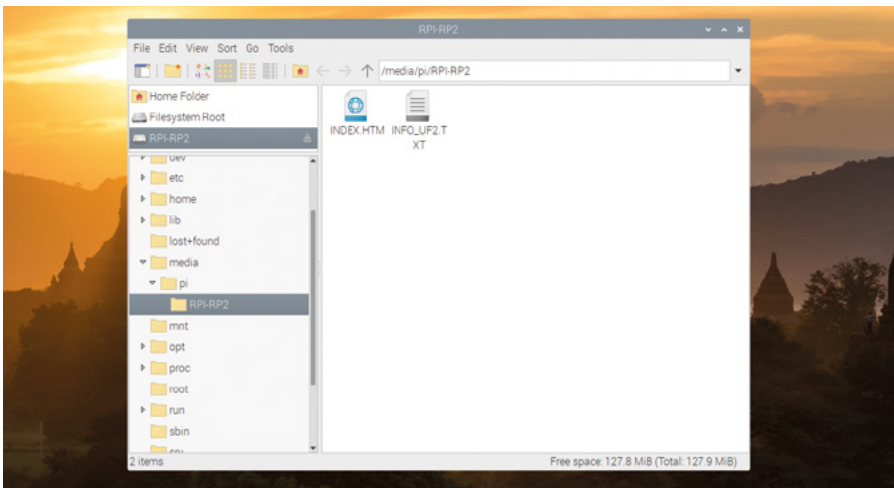 RPI-RP2
File Edit View Sort Go Tools
/media/pi/RPI-RP2
Home Folder
Filesystem Root
RPI-RP2
dev
etc
home
lib
lost+found
media
pi
RPI-RP2
mnt
opt
proc
root
run
sbin
INDEX.HTM
INFO_UF2.T
XT
2 items
Free space: 127.8 MiB (Total: 127.9 MiB)